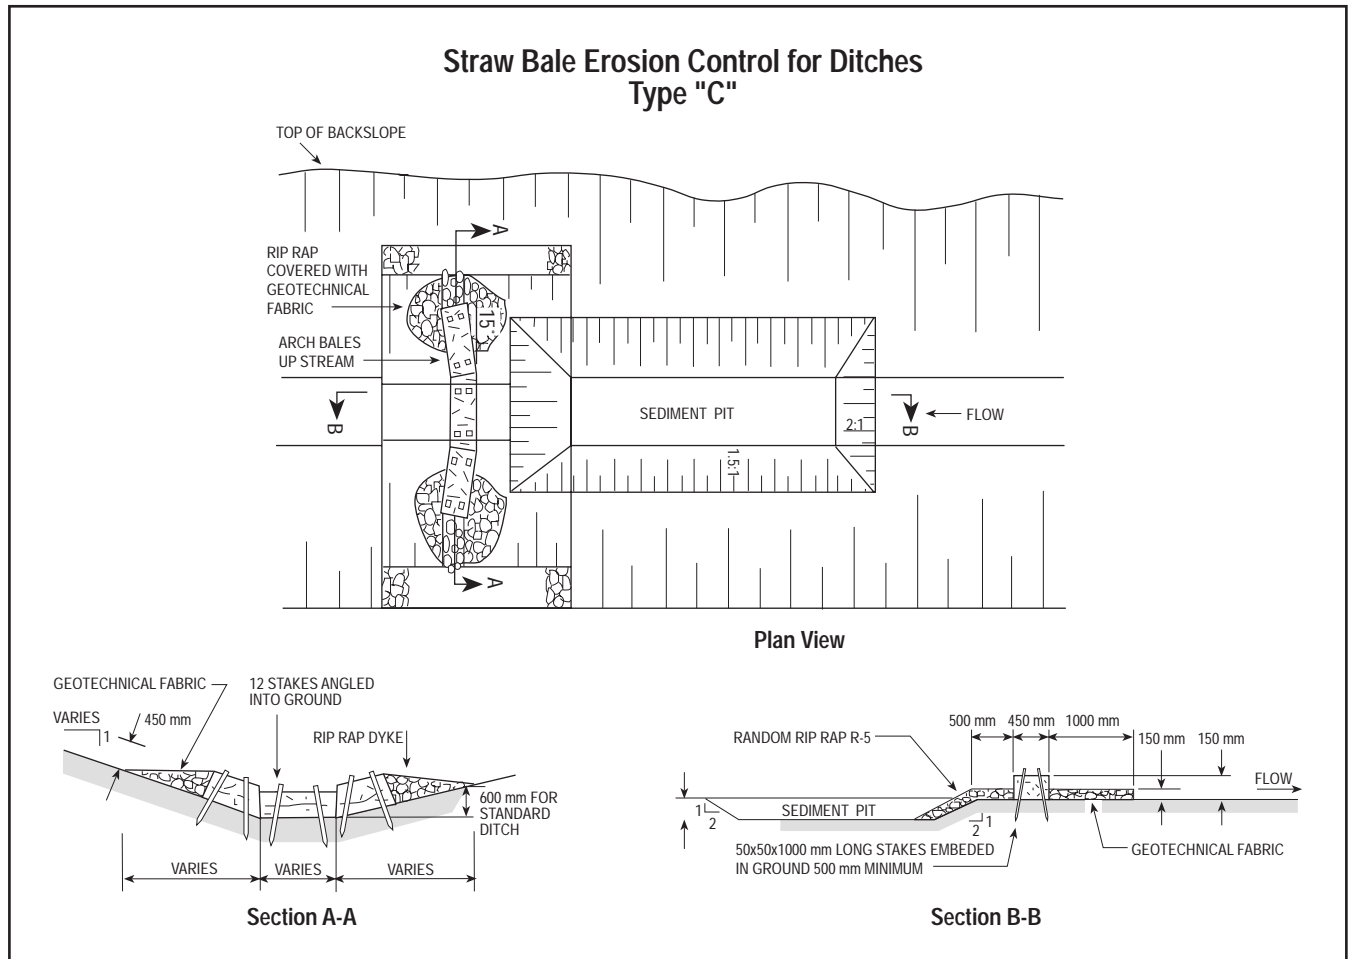 Straw Bale Erosion Control for Ditches
Type "C"
TOP OF BACKSLOPE
A
RIP RAP
COVERED WITH
GEOTECHNICAL
FABRIC
15°
ARCH BALES
UP STREAM
B
SEDIMENT PIT
2:1
B
FLOW
1.5:1
A
Plan View
GEOTECHNICAL FABRIC
12 STAKES ANGLED
INTO GROUND
VARIES
1
450 mm
RIP RAP DYKE
600 mm FOR
STANDARD
DITCH
VARIES
VARIES
VARIES
Section A-A
500 mm
450 mm
1000 mm
RANDOM RIP RAP R-5
150 mm
150 mm
FLOW
1
2
SEDIMENT PIT
1
2
50x50x1000 mm LONG STAKES EMBEDED
IN GROUND 500 mm MINIMUM
GEOTECHNICAL FABRIC
Section B-B